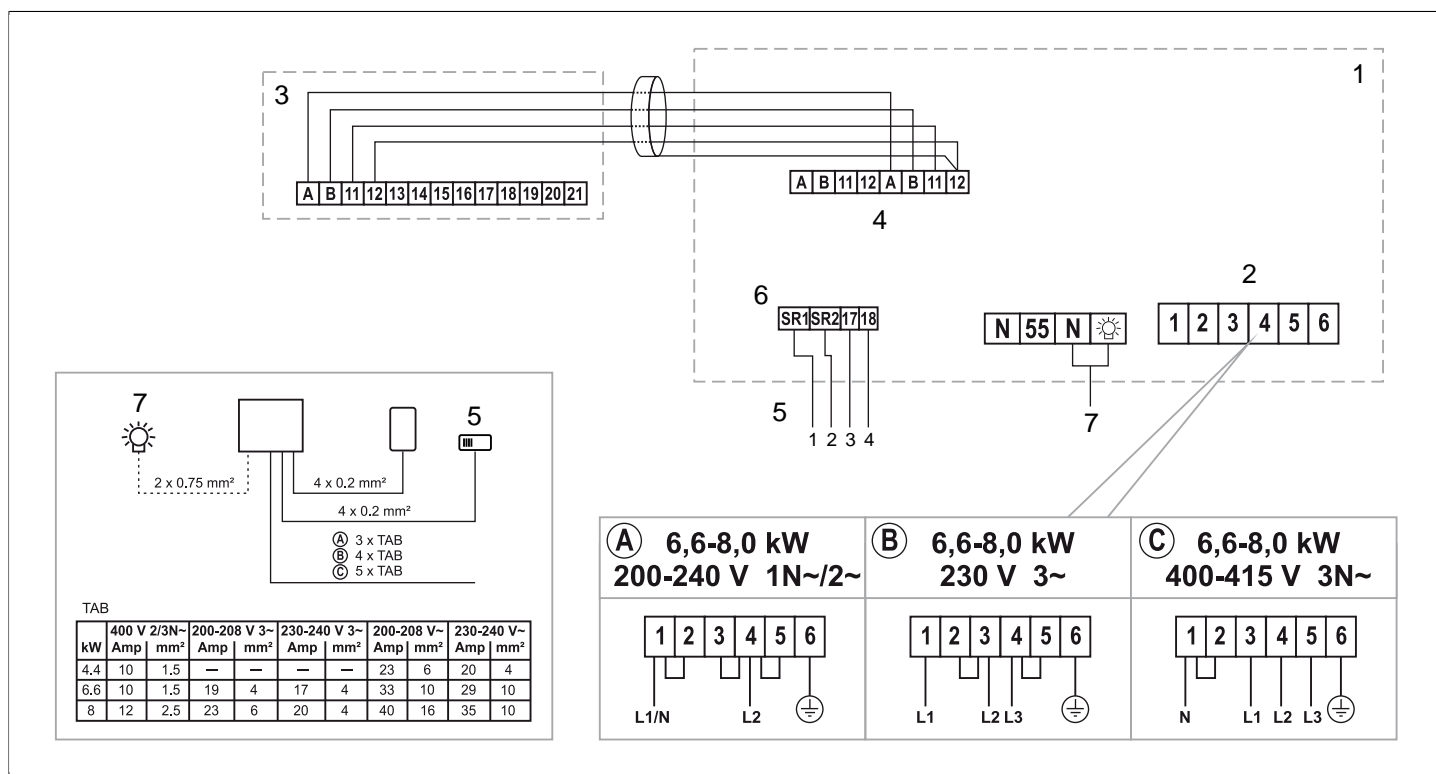 1
3
A B 11 12 13 14 15 16 17 18 19 20 21
A B 11 12 A B 11 12
4
2
6
SR1 SR2 17 18
N 55 N
1 2 3 4 5 6
5
1 2 3 4
7
7
5
2 x 0.75 mm²
4 x 0.2 mm²
4 x 0.2 mm²
A 3 x TAB
B 4 x TAB
C 5 x TAB
TAB
kW 400 V 2/3N~ 200-208 V 3~ 230-240 V 3~ 200-208 V~ 230-240 V~
Amp mm² Amp mm² Amp mm² Amp mm² Amp mm²
4.4 10 1.5 — — — — 23 6 20 4
6.6 10 1.5 19 4 17 4 33 10 29 10
8 12 2.5 23 6 20 4 40 16 35 10
A 6,6-8,0 kW
200-240 V 1N~/2~
1 2 3 4 5 6
L1/N L2
B 6,6-8,0 kW
230 V 3~
1 2 3 4 5 6
L1 L2 L3
C 6,6-8,0 kW
400-415 V 3N~
1 2 3 4 5 6
N L1 L2 L3